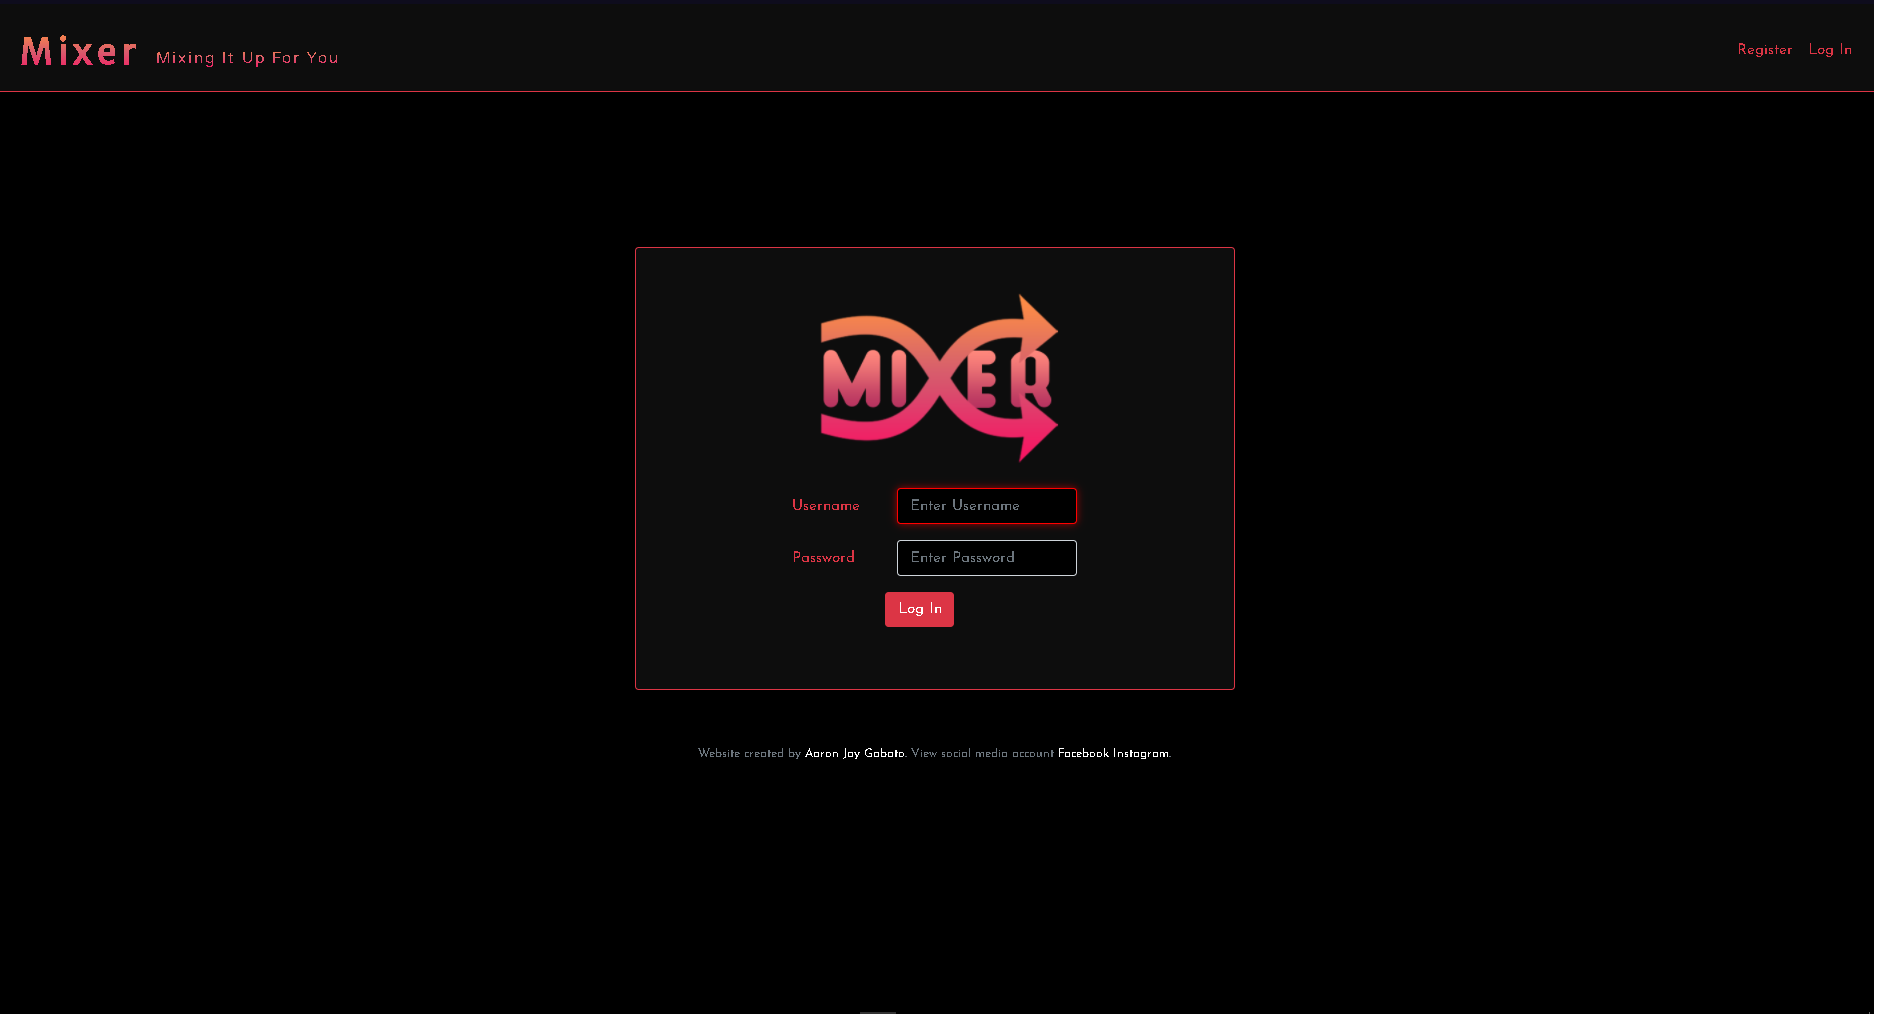 Mixer Mixing It Up For You
Register Log In
MIXER
Username Enter Username
Password Enter Password
Log In
Website created by Aaron Jay Gabato. View social media account Facebook Instagram.